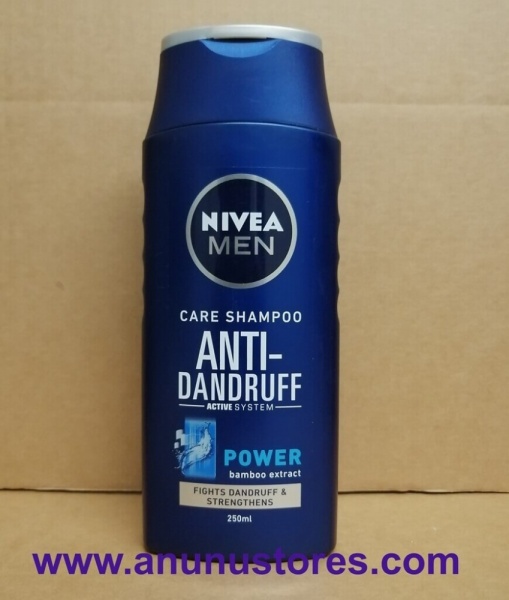 NIVEA
MEN
CARE SHAMPOO
ANTI-
DANDRUFF
ACTIVE SYSTEM
POWER
bamboo extract
FIGHTS DANDRUFF &
STRENGTHENS
250ml
www.anunustores.com